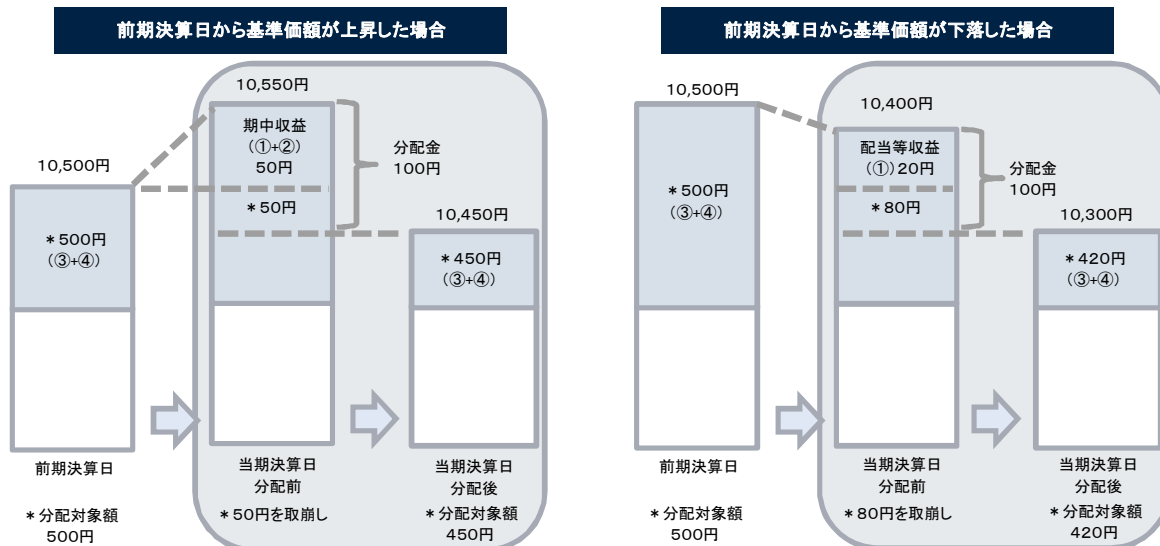 前期決算日から基準価額が上昇した場合
10,550円
期中収益
(①+②)
50円
分配金
100円
10,500円
*50円
10,450円
*500円
(③+④)
*450円
(③+④)
前期決算日
当期決算日
分配前
当期決算日
分配後
*分配対象額
500円
*50円を取崩し
*分配対象額
450円
前期決算日から基準価額が下落した場合
10,500円
10,400円
配当等収益
(①)20円
分配金
100円
*500円
(③+④)
*80円
10,300円
*420円
(③+④)
前期決算日
当期決算日
分配前
当期決算日
分配後
*分配対象額
500円
*80円を取崩し
*分配対象額
420円